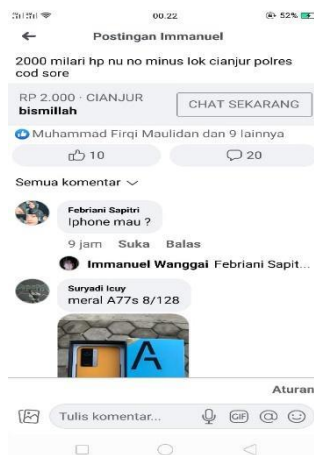 00.22
52%
Postingan Immanuel
2000 milari hp nu no minus lok cianjur polres
cod sore
RP 2.000 · CIANJUR
bismillah
CHAT SEKARANG
Muhammad Firqi Maulidan dan 9 lainnya
10
20
Semua komentar
Febriani Sapitri
Iphone mau ?
9 jam Suka Balas
Immanuel Wanggai Febriani Sapit...
Suryadi Icuy
meral A77s 8/128
A
Aturan
Tulis komentar...
GIF